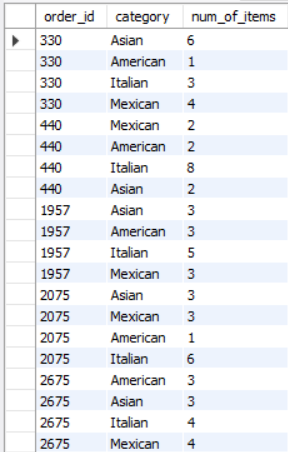 order_id category num_of_items
330 Asian 6
330 American 1
330 Italian 3
330 Mexican 4
440 Mexican 2
440 American 2
440 Italian 8
440 Asian 2
1957 Asian 3
1957 American 3
1957 Italian 5
1957 Mexican 3
2075 Asian 3
2075 Mexican 3
2075 American 1
2075 Italian 6
2675 American 3
2675 Asian 3
2675 Italian 4
2675 Mexican 4